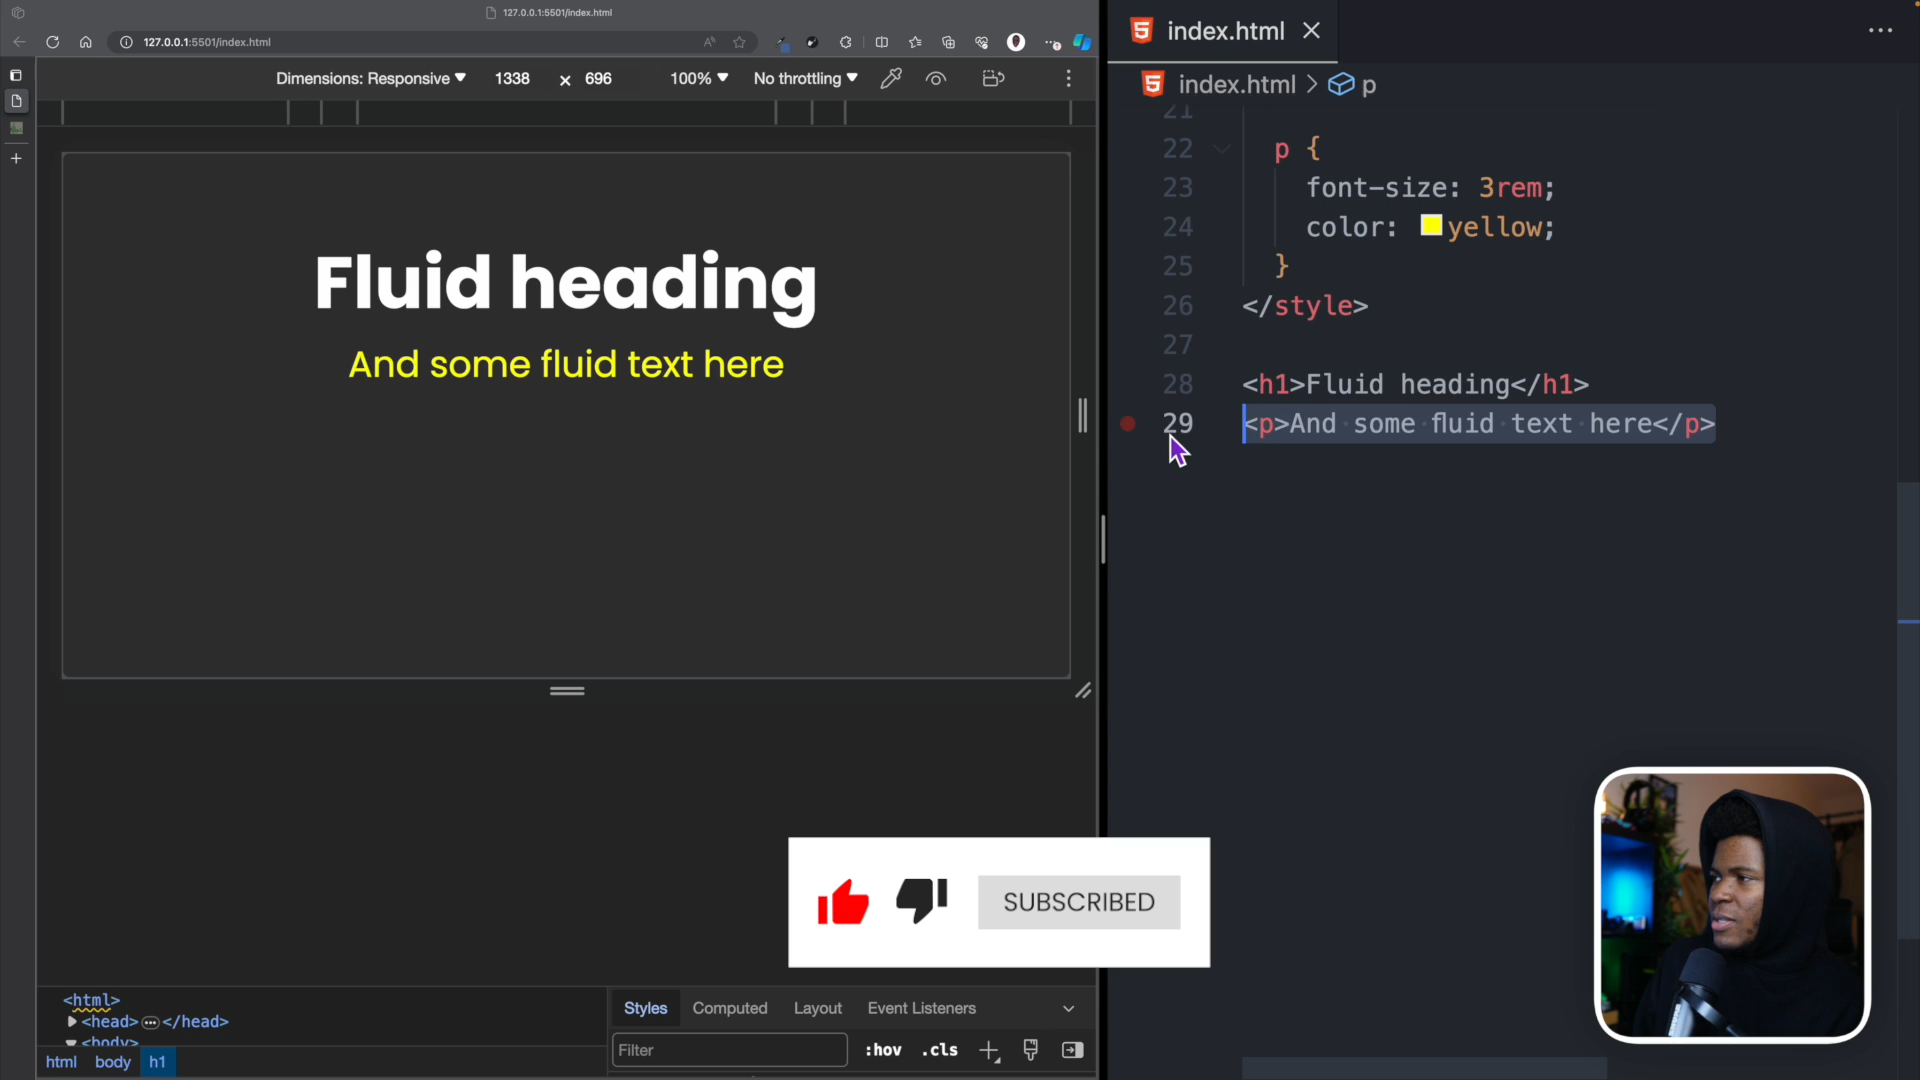 127.0.0.1:5501/index.html
127.0.0.1:5501/index.html
Dimensions: Responsive 1338 × 696 100% No throttling
Fluid heading
And some fluid text here
SUBSCRIBED
<html>
<head> </head>
<body>
html body h1
Styles Computed Layout Event Listeners
Filter :hov .cls
index.html
index.html > p
21
22 p {
23 font-size: 3rem;
24 color: yellow;
25 }
26 </style>
27
28 <h1>Fluid heading</h1>
29 <p>And some fluid text here</p>